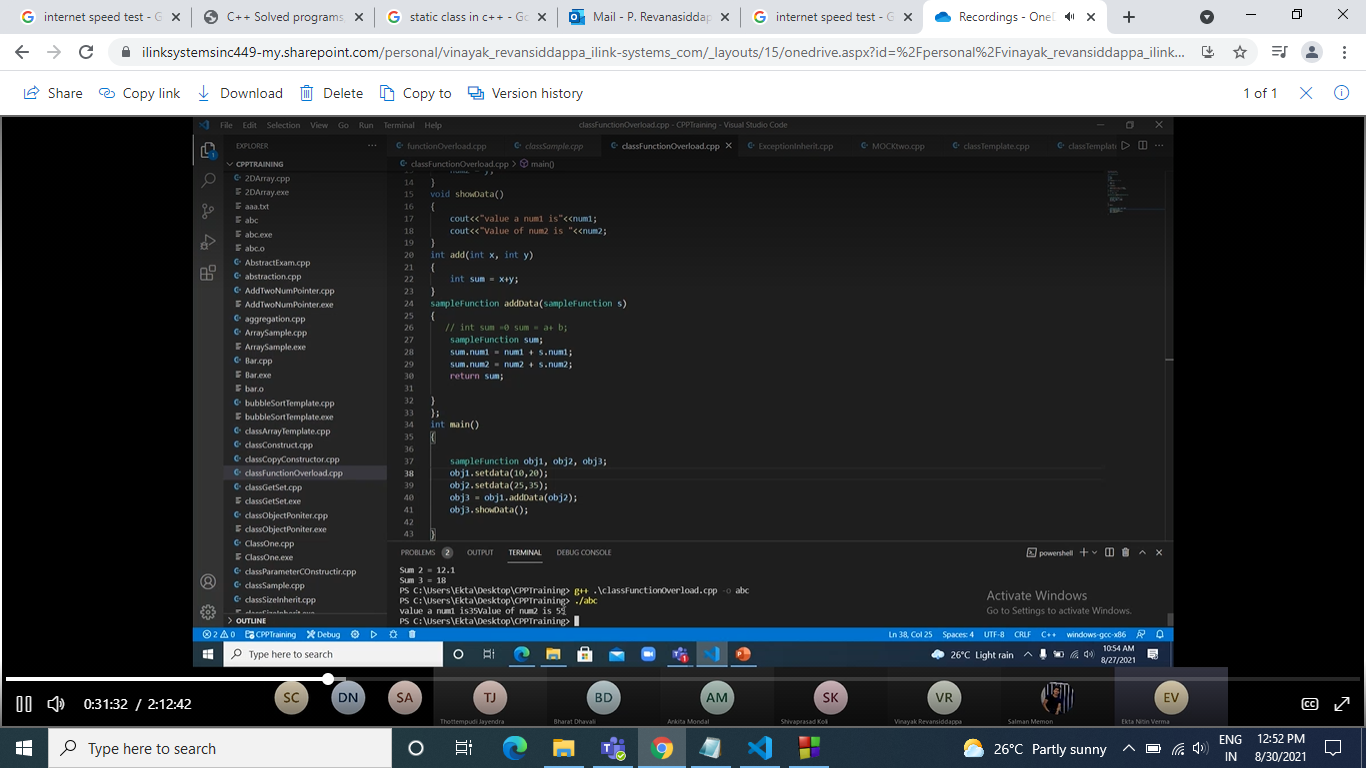 internet speed test - G
C++ Solved programs,
static class in c++ - Go
Mail - P. Revanasiddap
internet speed test - G
Recordings - OneD
ilinksystemsinc449-my.sharepoint.com/personal/vinayak_revansiddappa_ilink-systems_com/_layouts/15/onedrive.aspx?id=%2Fpersonal%2Fvinayak_revansiddappa_ilink...
Share
Copy link
Download
Delete
Copy to
Version history
1 of 1
File Edit Selection View Go Run Terminal Help
classFunctionOverload.cpp - CPPTraining - Visual Studio Code
EXPLORER
functionOverload.cpp
classSample.cpp
classFunctionOverload.cpp
ExceptionInherit.cpp
MOCKtwo.cpp
classTemplate.cpp
classTemplat
CPPTRAINING
classFunctionOverload.cpp > main()
2DArray.cpp
2DArray.exe
aaa.txt
abc
abc.exe
abc.o
AbstractExam.cpp
abstraction.cpp
AddTwoNumPointer.cpp
AddTwoNumPointer.exe
aggregation.cpp
ArraySample.cpp
ArraySample.exe
Bar.cpp
Bar.exe
bar.o
bubbleSortTemplate.cpp
bubbleSortTemplate.exe
classArrayTemplate.cpp
classConstruct.cpp
classCopyConstructor.cpp
classFunctionOverload.cpp
classGetSet.cpp
classGetSet.exe
classObjectPoniter.cpp
classObjectPoniter.exe
ClassOne.cpp
ClassOne.exe
classParameterCOnstructir.cpp
classSample.cpp
classSizeInherit.cpp
classSizeInherit.exe
OUTLINE
13 num2 = y;
14 }
15 void showData()
16 {
17 cout<<"value a num1 is"<<num1;
18 cout<<"Value of num2 is "<<num2;
19 }
20 int add(int x, int y)
21 {
22 int sum = x+y;
23 }
24 sampleFunction addData(sampleFunction s)
25 {
26 // int sum =0 sum = a+ b;
27 sampleFunction sum;
28 sum.num1 = num1 + s.num1;
29 sum.num2 = num2 + s.num2;
30 return sum;
31
32 }
33 };
34 int main()
35 {
36
37 sampleFunction obj1, obj2, obj3;
38 obj1.setdata(10,20);
39 obj2.setdata(25,35);
40 obj3 = obj1.addData(obj2);
41 obj3.showData();
42
43 }
PROBLEMS 2 OUTPUT TERMINAL DEBUG CONSOLE
powershell
Sum 2 = 12.1
Sum 3 = 18
PS C:\Users\Ekta\Desktop\CPPTraining> g++ .\classFunctionOverload.cpp -o abc
PS C:\Users\Ekta\Desktop\CPPTraining> ./abc
value a num1 is35Value of num2 is 55
PS C:\Users\Ekta\Desktop\CPPTraining>
Activate Windows
Go to Settings to activate Windows.
2 0 CPPTraining Debug
Ln 38, Col 25 Spaces: 4 UTF-8 CRLF C++ windows-gcc-x86
Type here to search
26°C Light rain
10:54 AM
8/27/2021
0:31:32 / 2:12:42
SC DN SA TJ BD AM SK VR EV
Thottempudi Jayendra
Bharat Dhavali
Ankita Mondal
Shivaprasad Koli
Vinayak Revansiddappa
Salman Memon
Ekta Nitin Verma
CC
Type here to search
26°C Partly sunny
ENG
IN
12:52 PM
8/30/2021